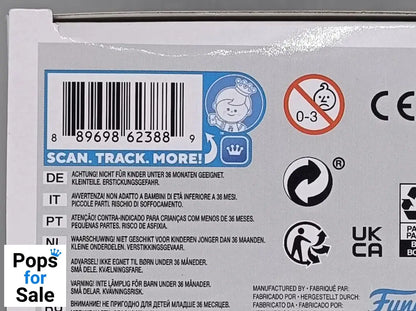 8 89698 62388 9
SCAN. TRACK. MORE!
0-3
CE
®
DE ACHTUNG! NICHT FÜR KINDER UNTER 36 MONATEN GEEIGNET. KLEINTEILE. ERSTICKUNGSGEFAHR.
IT AVVERTENZA! NON ADATTO A BAMBINI DI ETÀ INFERIORE A 36 MESI. PICCOLE PARTI. RISCHIO DI SOFFOCAMENTO.
PT ATENÇÃO! CONTRA-INDICADO PARA CRIANÇAS COM MENOS DE 36 MESES. PEQUENAS PARTES. RISCO DE ASFIXIA.
NL WAARSCHUWING! NIET GESCHIKT VOOR KINDEREN JONGER DAN 36 MAANDEN. KLEINE ONDERDELEN. VERSTIKKINGSGEVAAR.
ADVARSEL! IKKE EGNET TIL BØRN UNDER 36 MÅNEDER. SMÅ DELE. KVÆLNINGSFARE.
VARNING! INTE LÄMPLIG FÖR BARN UNDER 36 MÅNADER. SMÅ DELAR. KVÄVNINGSRISK.
ВНИМАНИЕ! НЕ ПРИГОДНО ДЛЯ ДЕТЕЙ МЛАДШЕ 36 МЕСЯЦЕВ.
UK
CA
MANUFACTURED BY · FABRIQUÉ PAR:
FABRICADO POR · HERGESTELLT DURCH:
FABBRICATO DA · FABRICADO
Funko
Pops
for
Sale